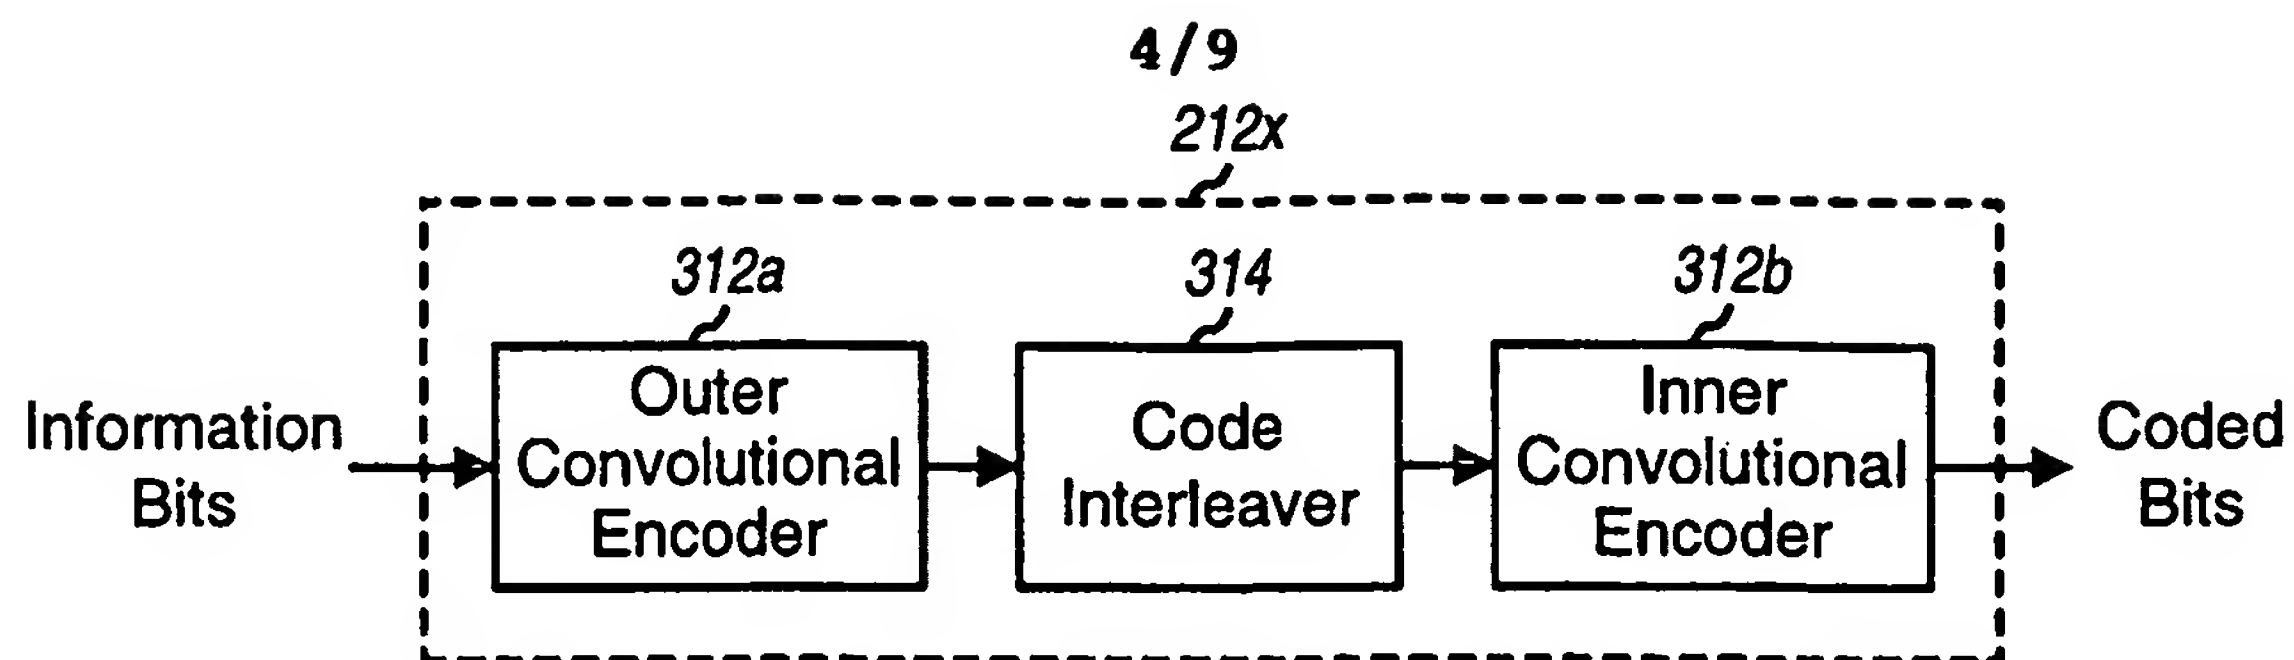 4/9
212x
312a
314
312b
Information
Bits
Outer
Convolutional
Encoder
Code
Interleaver
Inner
Convolutional
Encoder
Coded
Bits